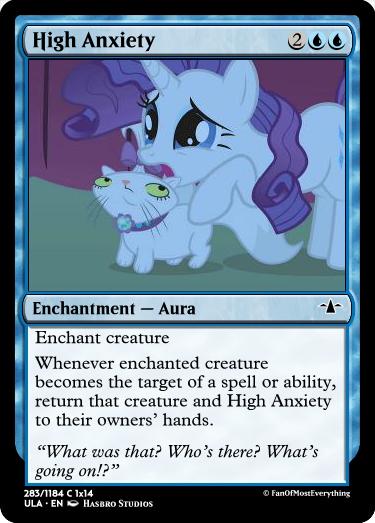 High Anxiety 2
Enchantment — Aura
Enchant creature
Whenever enchanted creature
becomes the target of a spell or ability,
return that creature and High Anxiety
to their owners' hands.
“What was that? Who's there? What's
going on!?”
283/1184 C 1x14
ULA · EN Hasbro Studios
© FanOfMostEverything